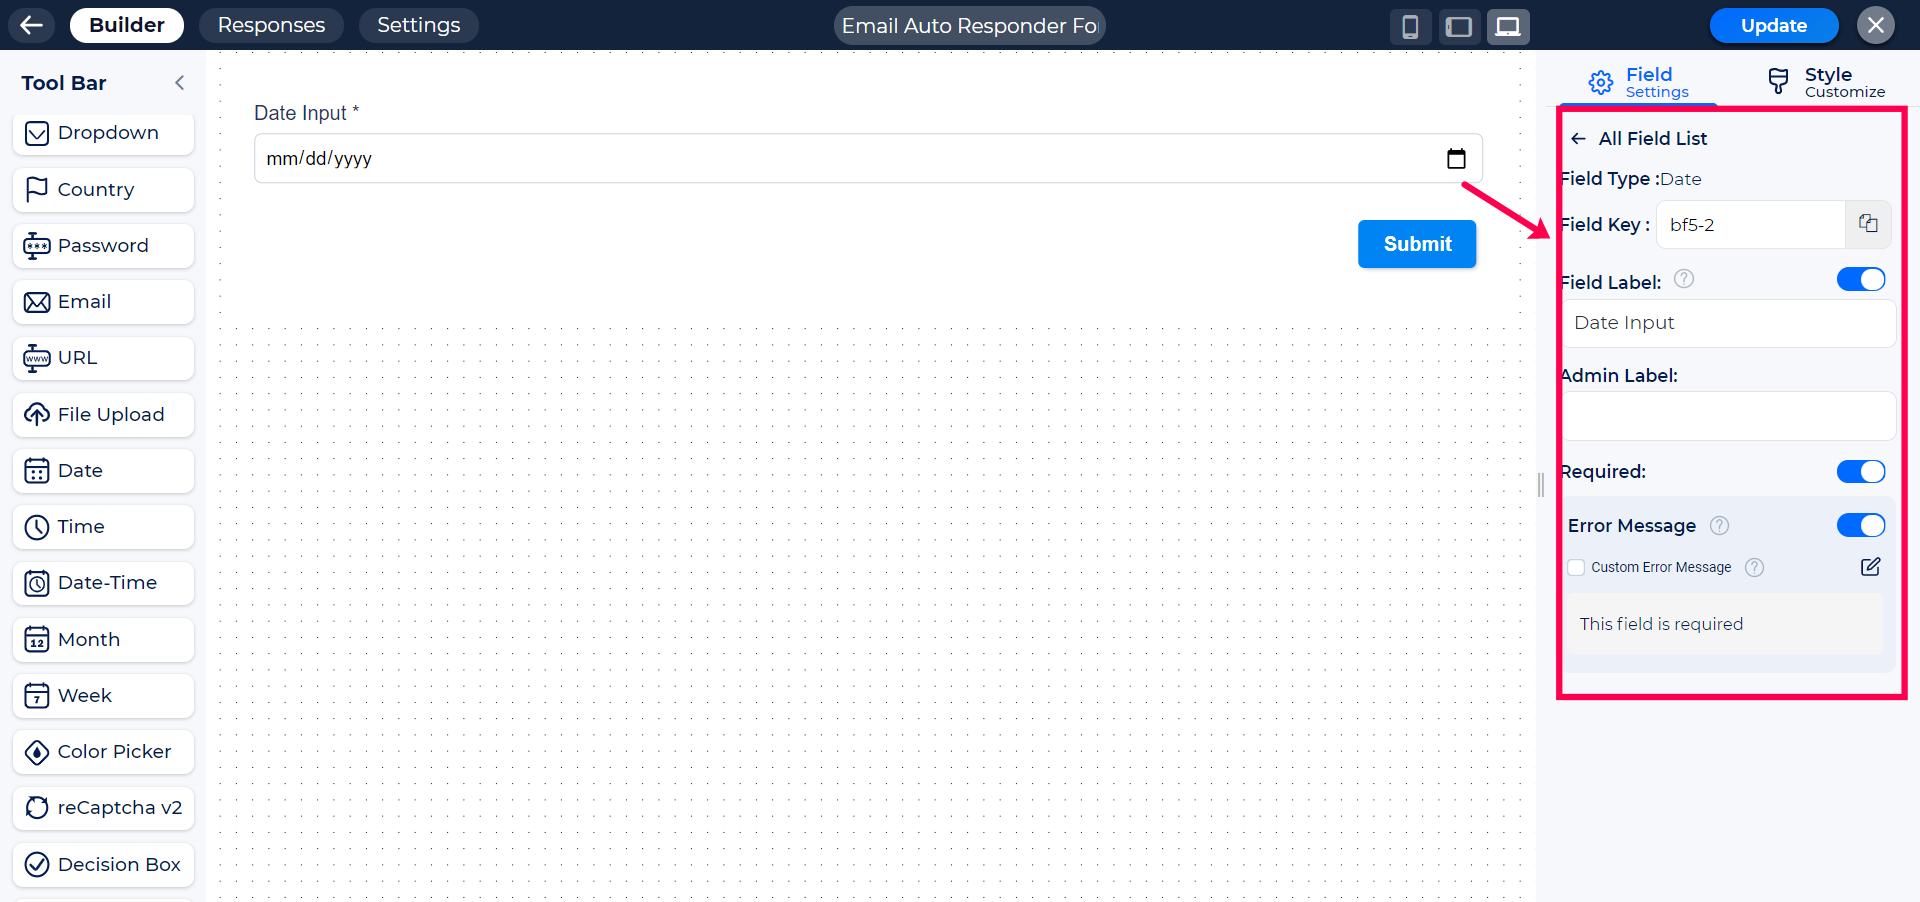 Builder
Responses
Settings
Email Auto Responder Fo
Update
Tool Bar
Dropdown
Country
Password
Email
URL
File Upload
Date
Time
Date-Time
Month
Week
Color Picker
reCaptcha v2
Decision Box
Date Input *
mm/dd/yyyy
Submit
Field
Settings
Style
Customize
All Field List
Field Type :Date
Field Key : bf5-2
Field Label:
Date Input
Admin Label:
Required:
Error Message
Custom Error Message
This field is required